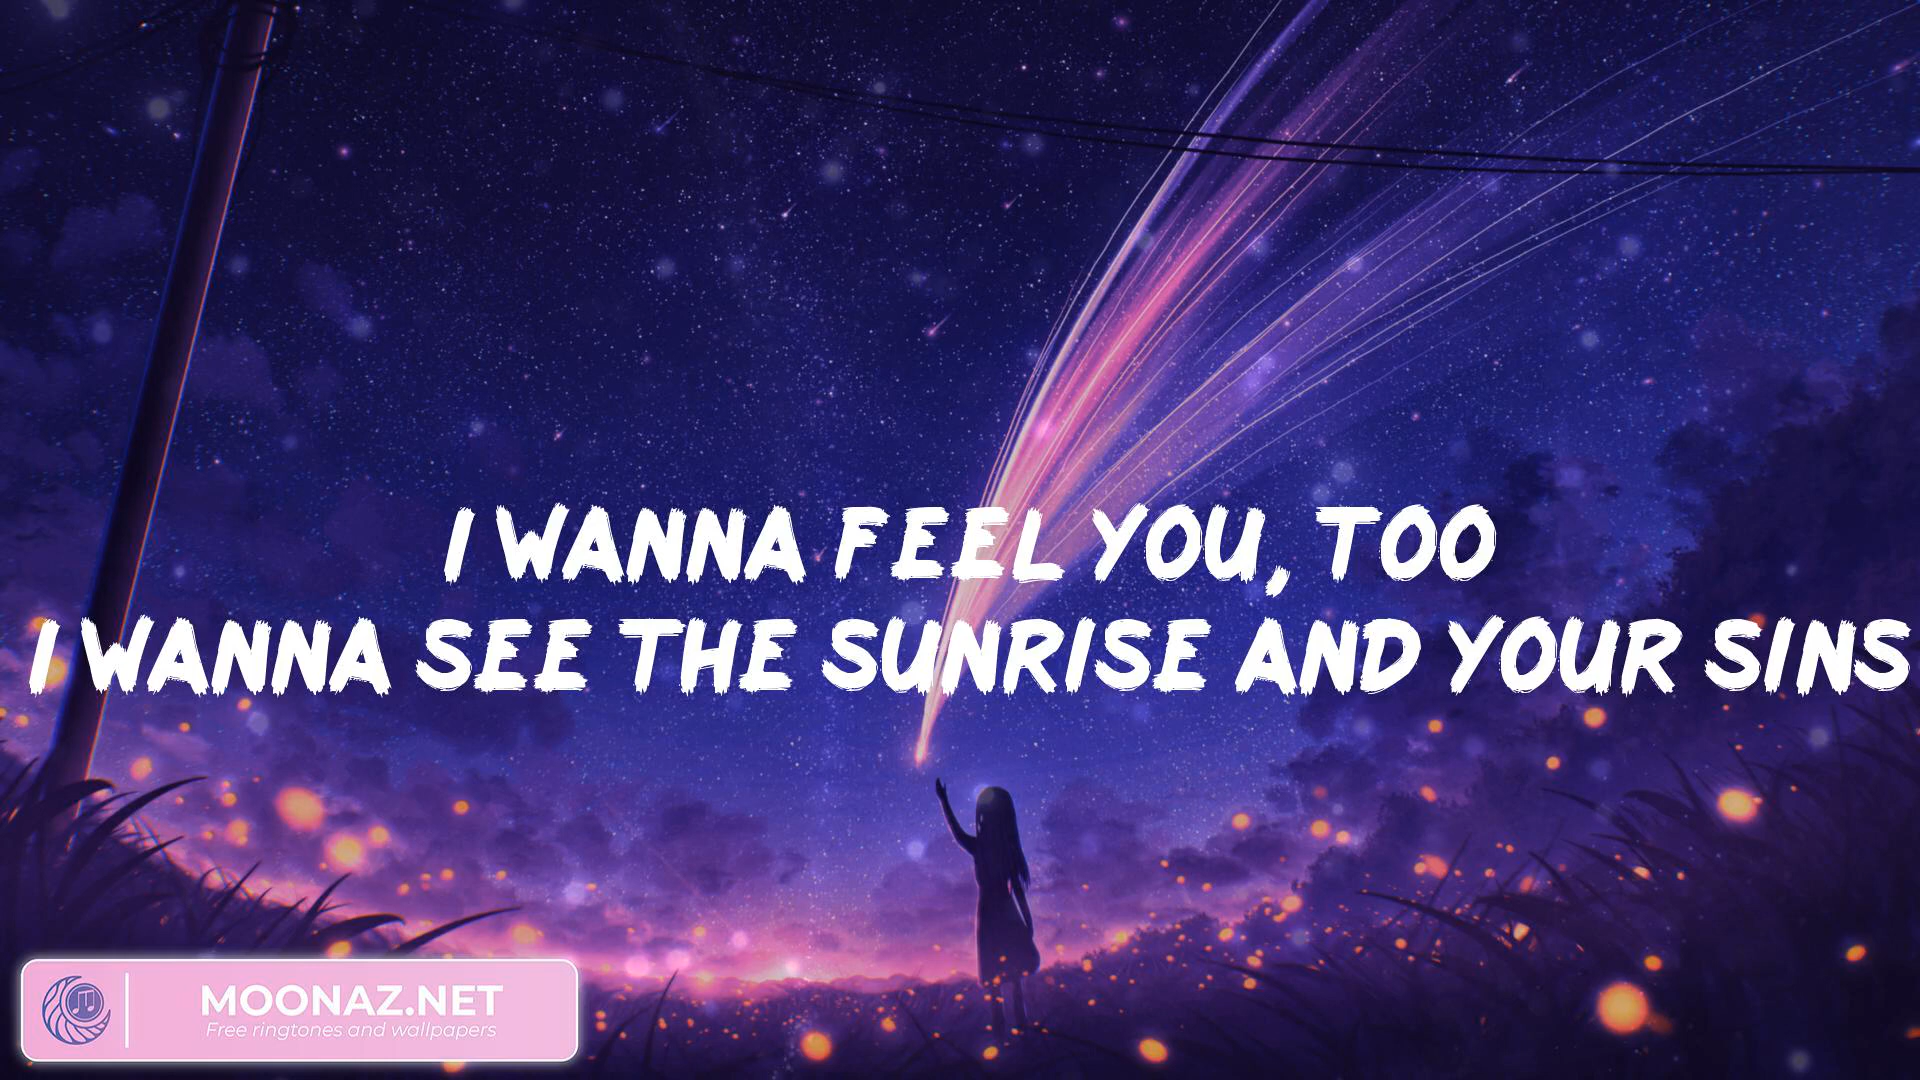 I WANNA FEEL YOU, TOO
I WANNA SEE THE SUNRISE AND YOUR SINS
MOONAZ.NET
Free ringtones and wallpapers